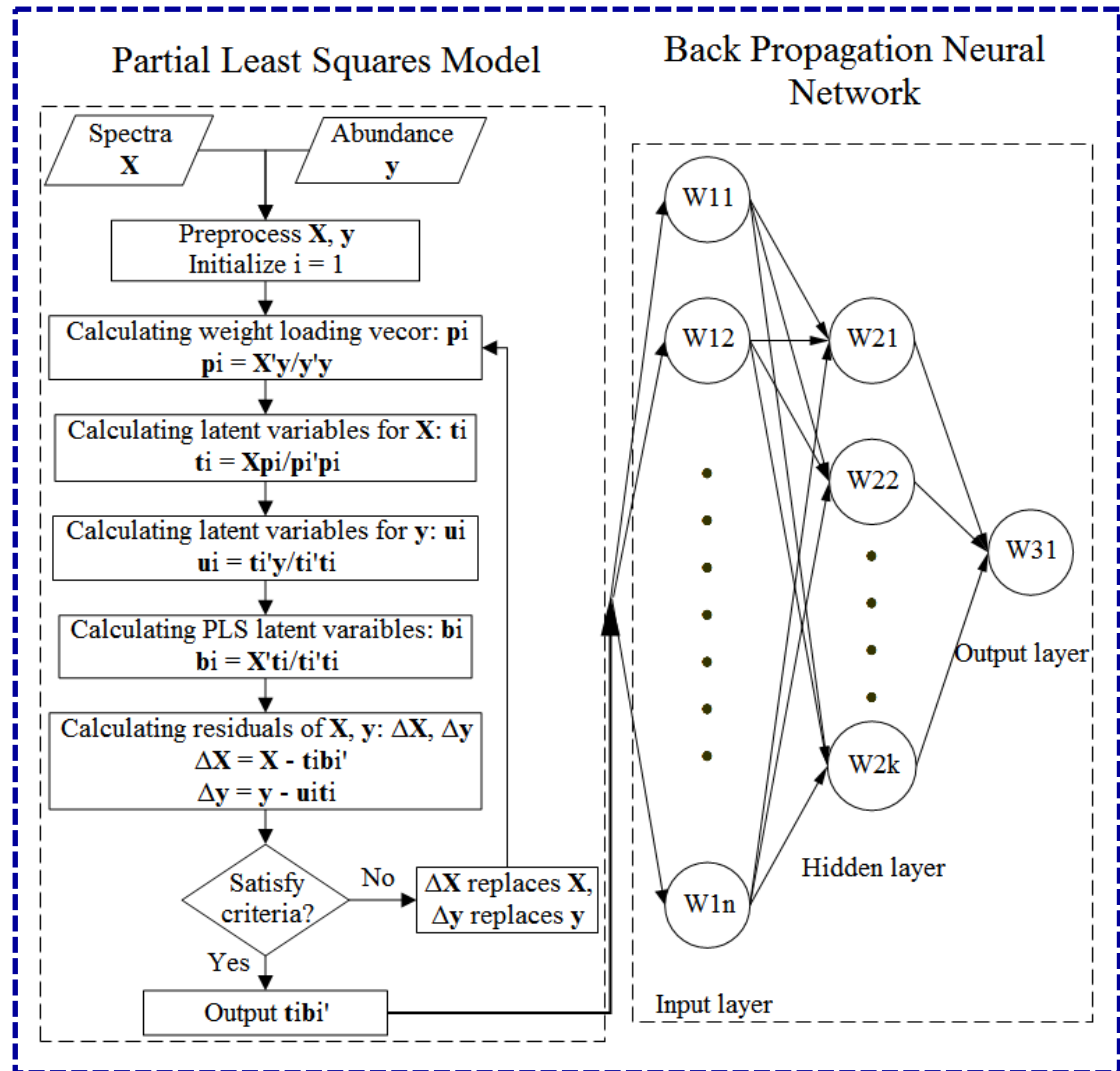 Partial Least Squares Model
Spectra
X
Abundance
y
Preprocess X, y
Initialize i = 1
Calculating weight loading vecor: pi
pi = X'y/y'y
Calculating latent variables for X: ti
ti = Xpi/pi'pi
Calculating latent variables for y: ui
ui = ti'y/ti'ti
Calculating PLS latent varaibles: bi
bi = X'ti/ti'ti
Calculating residuals of X, y: ΔX, Δy
ΔX = X - tibi'
Δy = y - uiti
Satisfy
criteria?
No
ΔX replaces X,
Δy replaces y
Yes
Output tibi'
Back Propagation Neural
Network
W11
W12
W1n
Input layer
W21
W22
W2k
Hidden layer
W31
Output layer